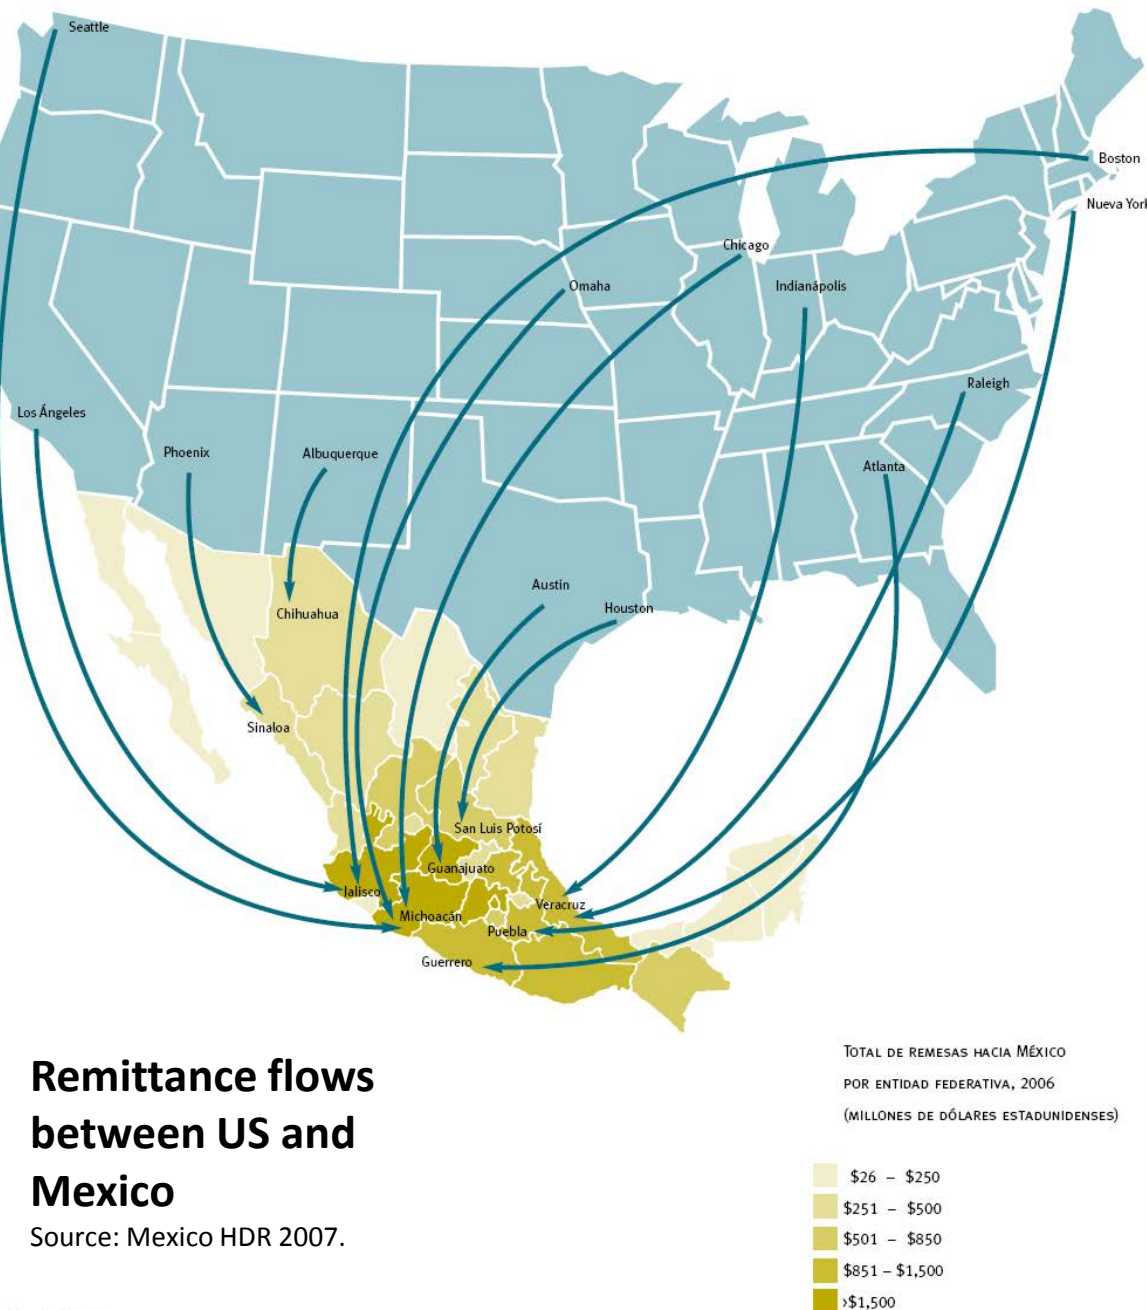 Seattle
Boston
Nueva York
Chicago
Omaha
Indianápolis
Raleigh
Los Ángeles
Phoenix
Albuquerque
Atlanta
Austin
Houston
Chihuahua
Sinaloa
San Luis Potosí
Guanajuato
Jalisco
Michoacán
Veracruz
Puebla
Guerrero
Remittance flows
between US and
Mexico
Source: Mexico HDR 2007.
TOTAL DE REMESAS HACIA MÉXICO
POR ENTIDAD FEDERATIVA, 2006
(MILLONES DE DÓLARES ESTADUNIDENSES)
$26 – $250
$251 – $500
$501 – $850
$851 – $1,500
>$1,500